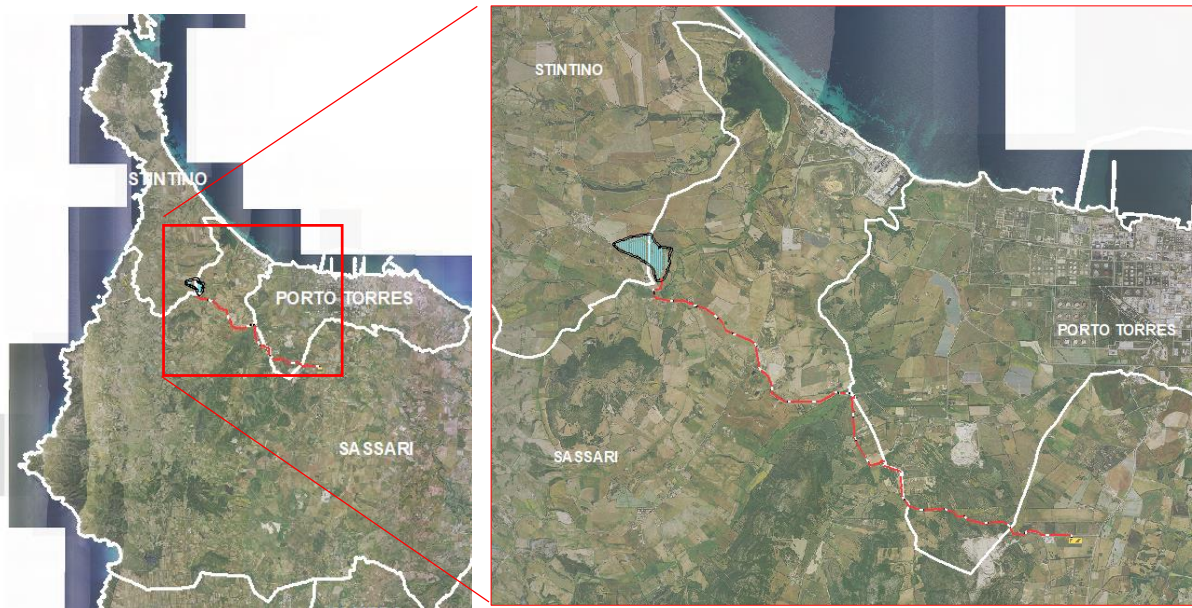 STINTINO
PORTO TORRES
SASSARI
STINTINO
PORTO TORRES
SASSARI